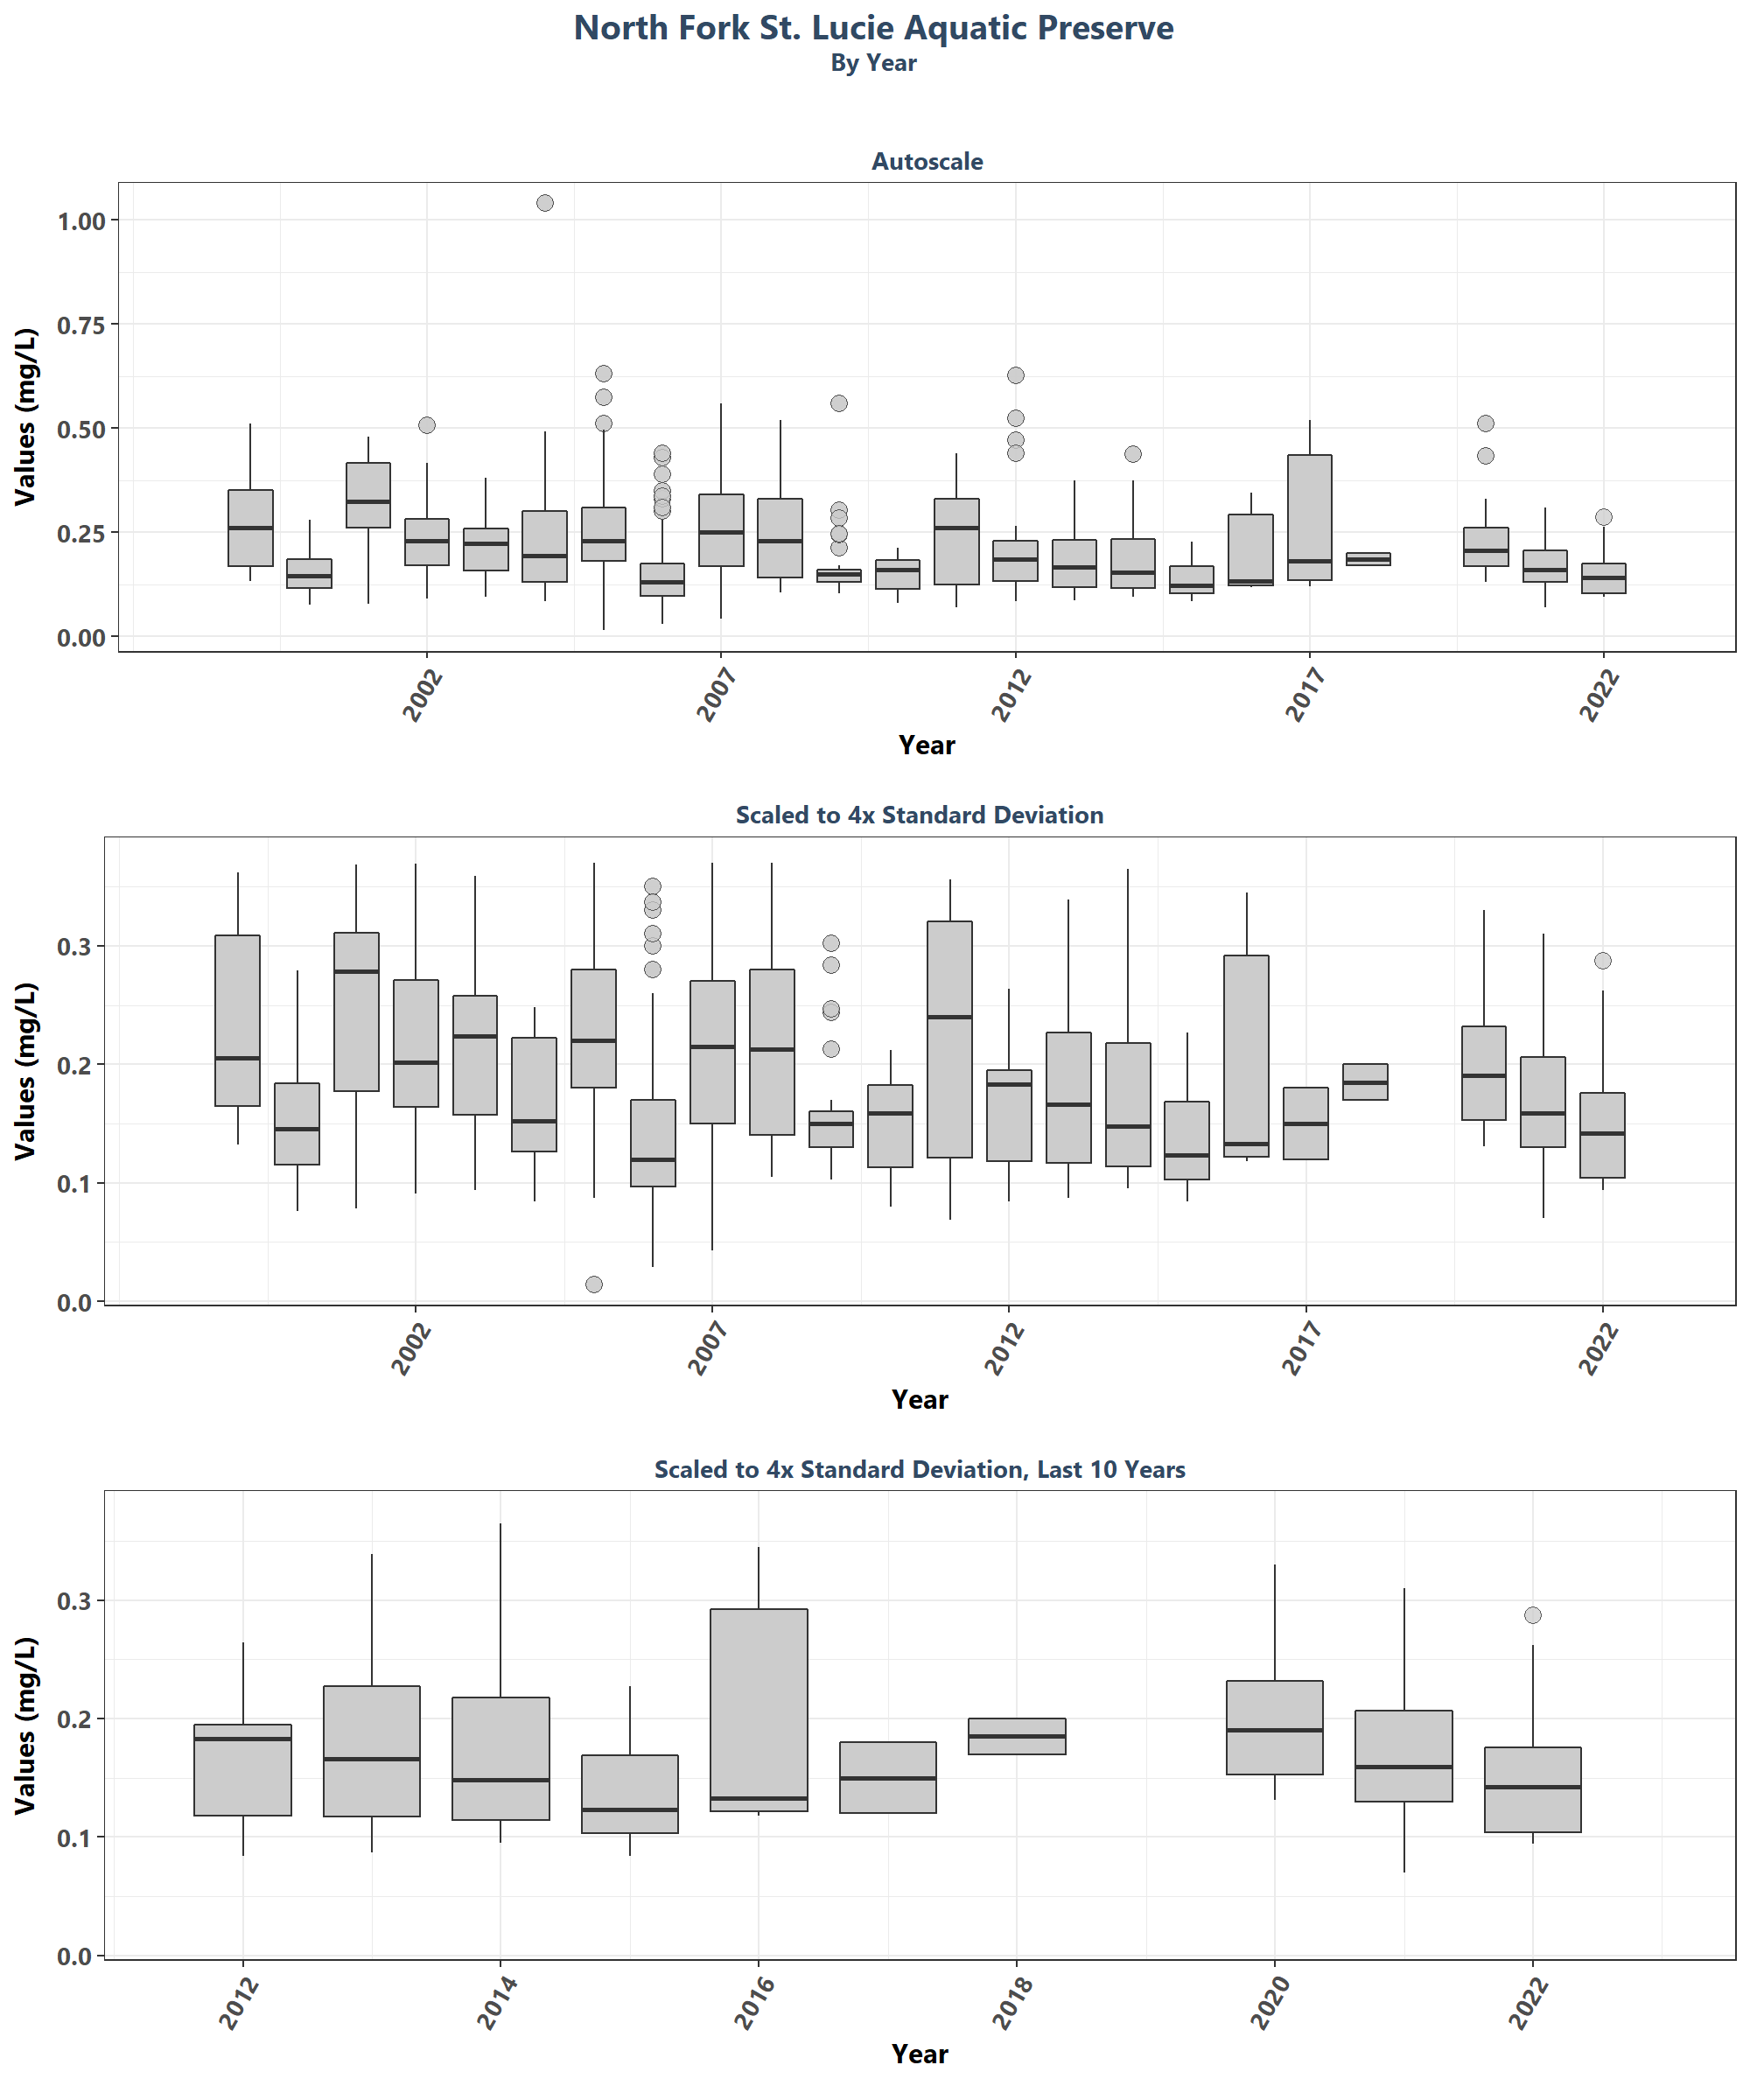 North Fork St. Lucie Aquatic Preserve
By Year
Autoscale
Values (mg/L)
1.00
0.75
0.50
0.25
0.00
2002 2007 2012 2017 2022
Year
Scaled to 4x Standard Deviation
Values (mg/L)
0.3
0.2
0.1
0.0
2002 2007 2012 2017 2022
Year
Scaled to 4x Standard Deviation, Last 10 Years
Values (mg/L)
0.3
0.2
0.1
0.0
2012 2014 2016 2018 2020 2022
Year